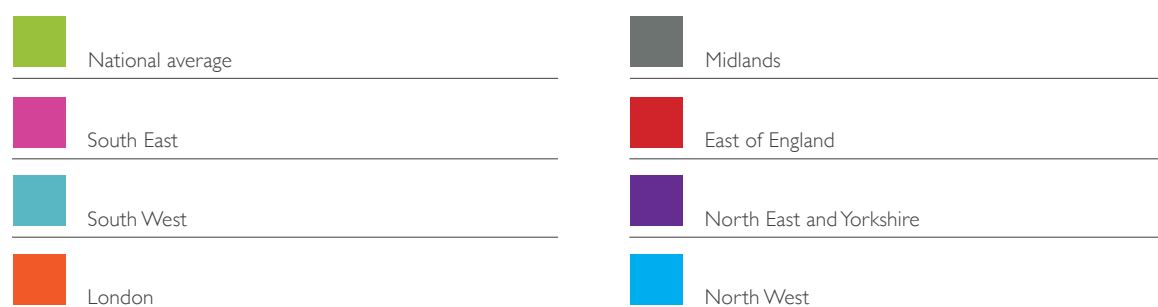 National average
South East
South West
London
Midlands
East of England
North East and Yorkshire
North West